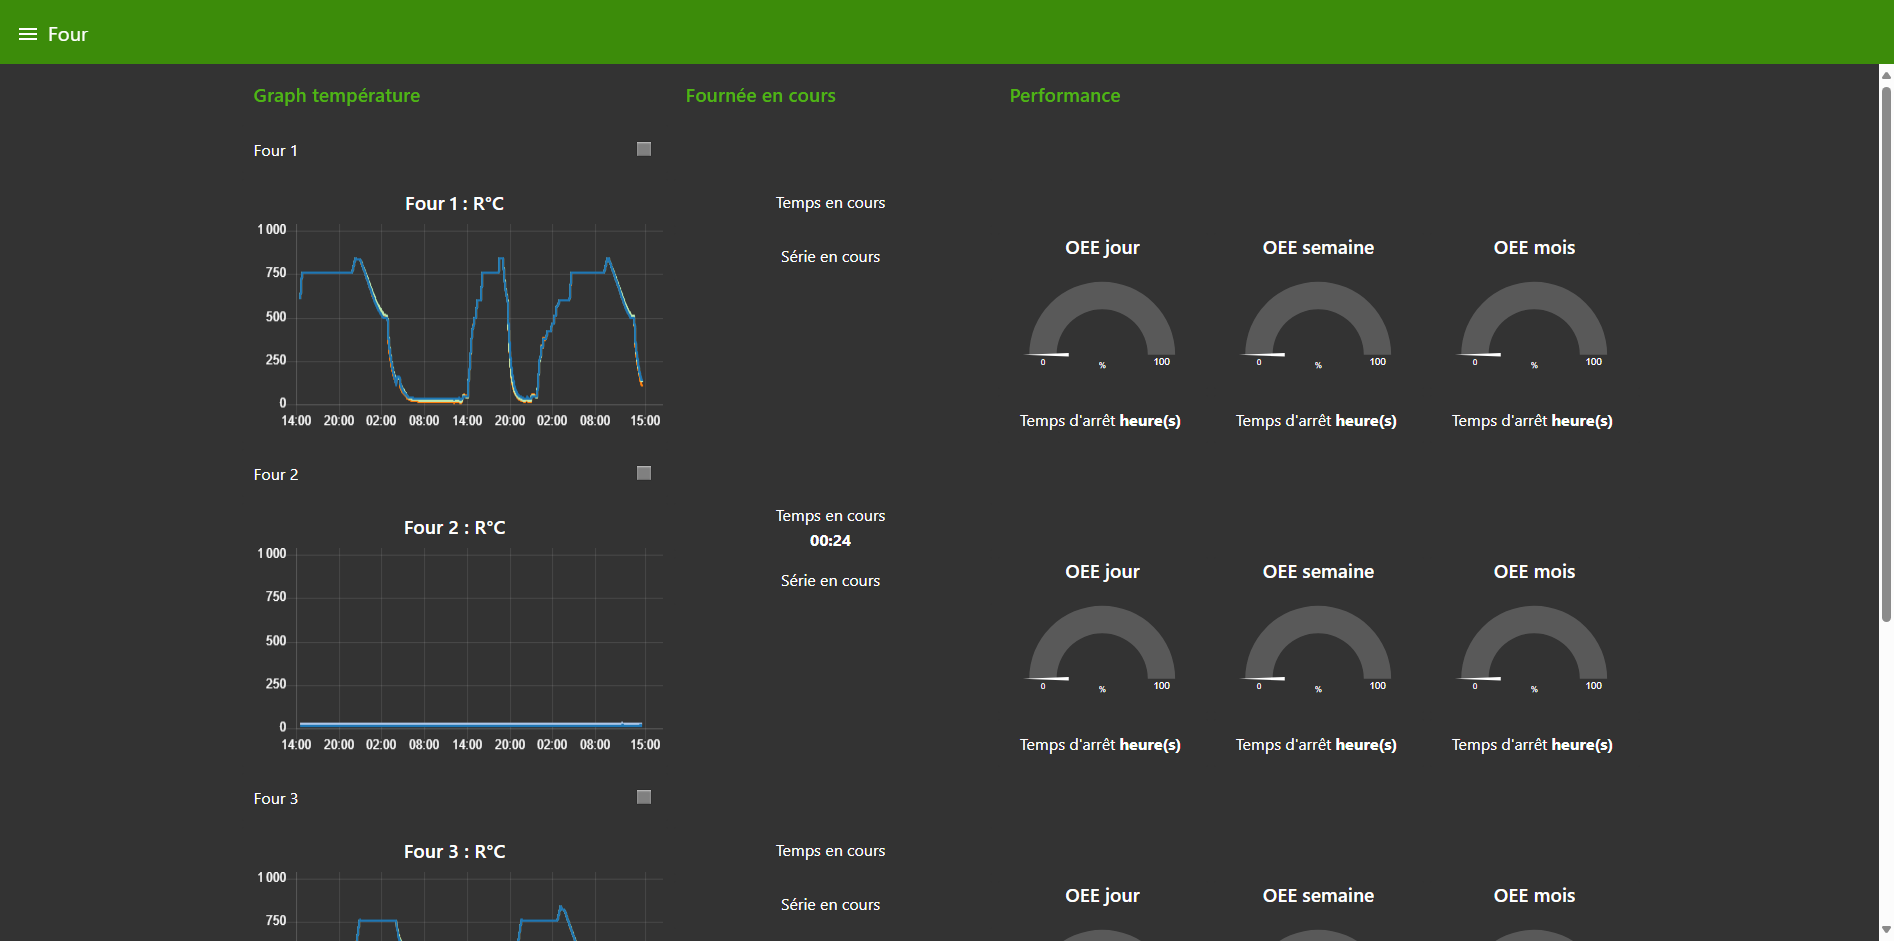 Four
Graph température
Fournée en cours
Performance
Four 1
Four 1 : R°C
1 000
750
500
250
0
14:00 20:00 02:00 08:00 14:00 20:00 02:00 08:00 15:00
Temps en cours
Série en cours
OEE jour
0 % 100
Temps d'arrêt heure(s)
OEE semaine
0 % 100
Temps d'arrêt heure(s)
OEE mois
0 % 100
Temps d'arrêt heure(s)
Four 2
Four 2 : R°C
1 000
750
500
250
0
14:00 20:00 02:00 08:00 14:00 20:00 02:00 08:00 15:00
Temps en cours
00:24
Série en cours
OEE jour
0 % 100
Temps d'arrêt heure(s)
OEE semaine
0 % 100
Temps d'arrêt heure(s)
OEE mois
0 % 100
Temps d'arrêt heure(s)
Four 3
Four 3 : R°C
1 000
750
Temps en cours
Série en cours
OEE jour
OEE semaine
OEE mois